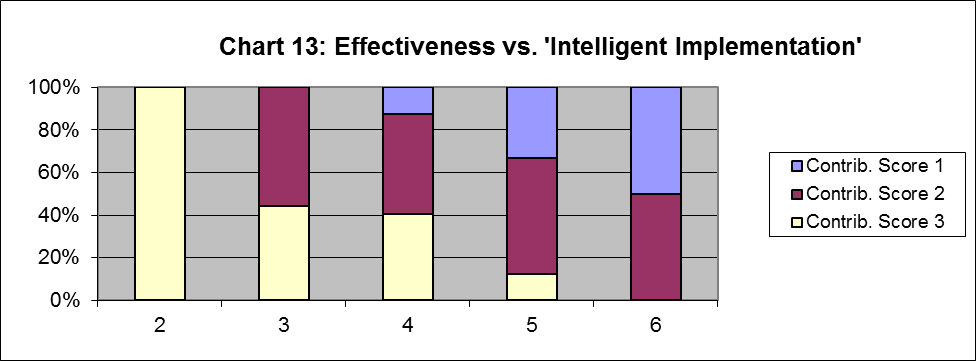 Chart 13: Effectiveness vs. 'Intelligent Implementation'
100%
80%
60%
40%
20%
0%
2 3 4 5 6
Contrib. Score 1
Contrib. Score 2
Contrib. Score 3